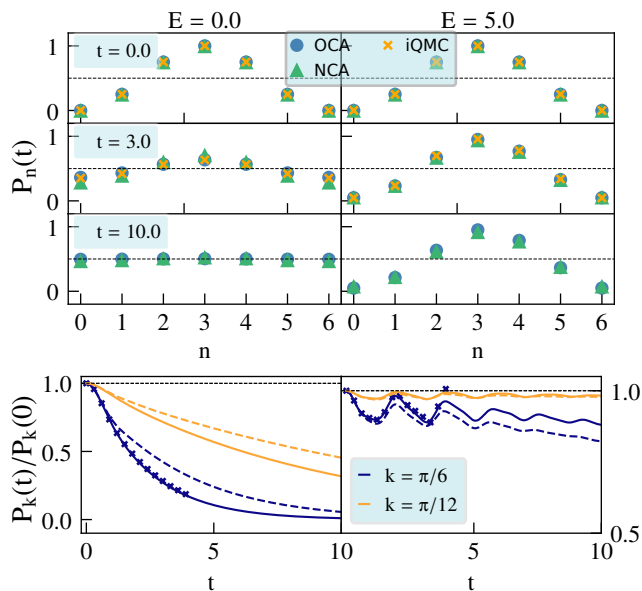 E = 0.0 E = 5.0
OCA iQMC
NCA
t = 0.0
t = 3.0
t = 10.0
P_n(t)
1
0
1
0
1
0
0 1 2 3 4 5 6 0 1 2 3 4 5 6
n n
P_k(t)/P_k(0)
1.0
0.5
0.0
1.0
0.5
k = π/6
k = π/12
0 5 10 5 10
t t